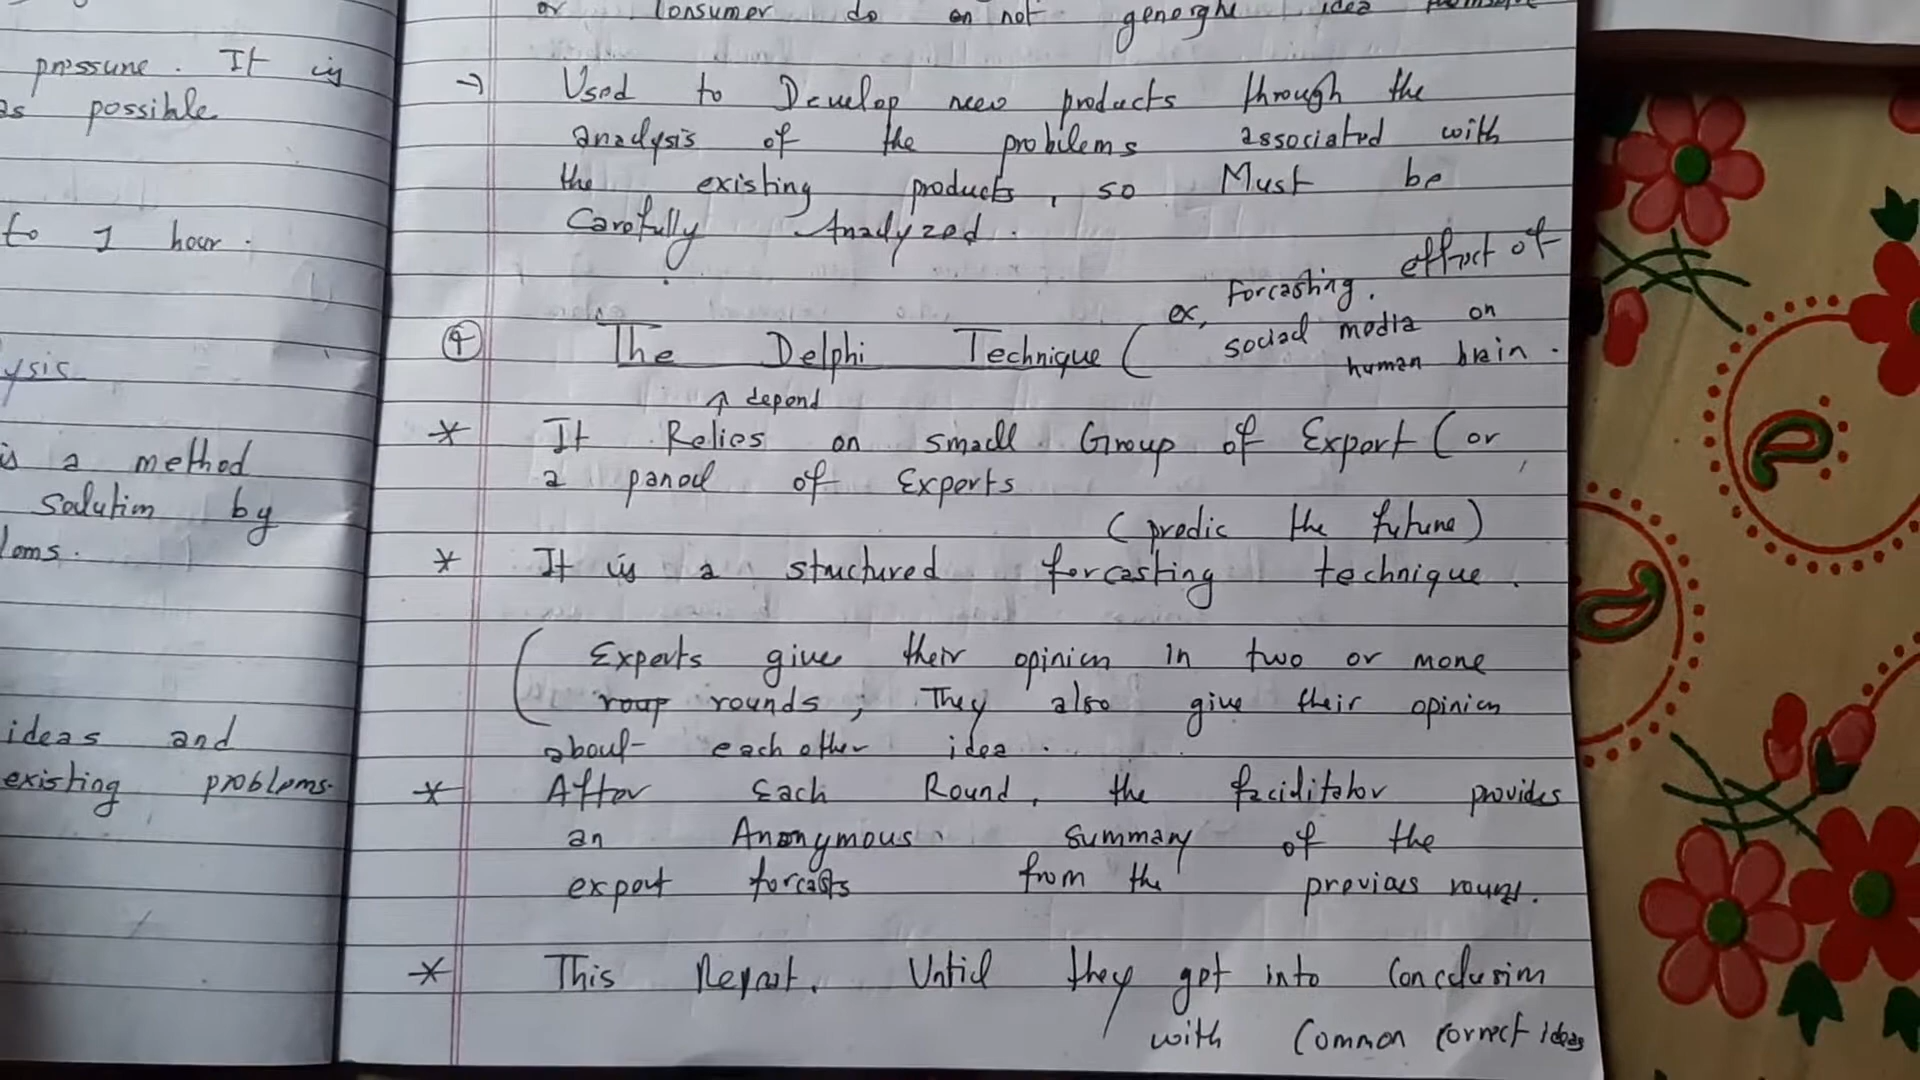 pressure. It is
as possible
to 1 hour.
ysis
is a method
solution by
lems.
ideas and
existing problems.
or consumer do not idea
→ Used to Develop new products through the
analysis of the problems associated with
the existing products, so Must be
Carefully Analyzed.
④ The Delphi Technique (
ex, Forcasting. effect of
social media on
human brain.
↑ depend
* It Relies on small Group of Expert (or
a panel of Experts
(predic the future)
* It is a structured forcasting technique.
( Experts give their opinion in two or more
roup rounds, They also give their opinion
about each other idea.
* After Each Round, the facilitator provides
an Anonymous summary of the
expert forcasts from the previous round.
* This Repeat. Until they get into Conclusion
with Common correct ideas